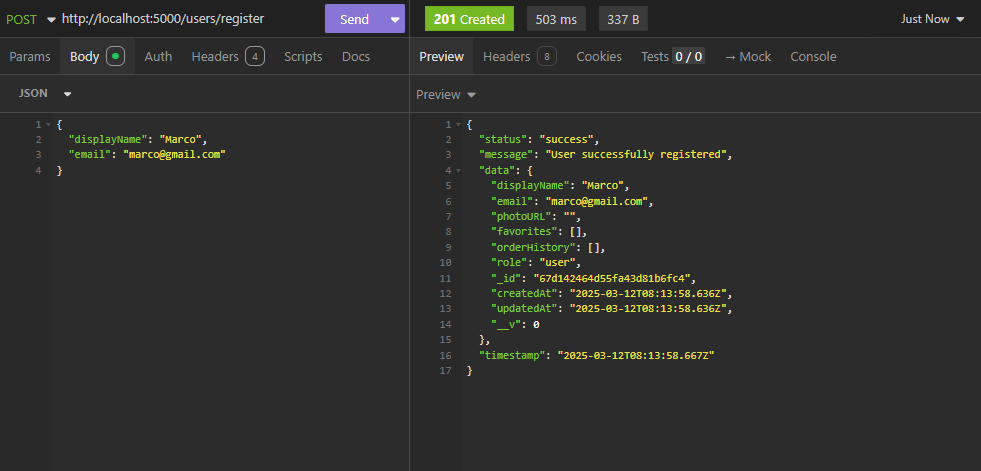 POST http://localhost:5000/users/register Send
201 Created 503 ms 337 B Just Now
Params Body Auth Headers 4 Scripts Docs
Preview Headers 8 Cookies Tests 0 / 0 → Mock Console
JSON
Preview
1 {
2 "displayName": "Marco",
3 "email": "marco@gmail.com"
4 }
1 {
2 "status": "success",
3 "message": "User successfully registered",
4 "data": {
5 "displayName": "Marco",
6 "email": "marco@gmail.com",
7 "photoURL": "",
8 "favorites": [],
9 "orderHistory": [],
10 "role": "user",
11 "_id": "67d142464d55fa43d81b6fc4",
12 "createdAt": "2025-03-12T08:13:58.636Z",
13 "updatedAt": "2025-03-12T08:13:58.636Z",
14 "__v": 0
15 },
16 "timestamp": "2025-03-12T08:13:58.667Z"
17 }